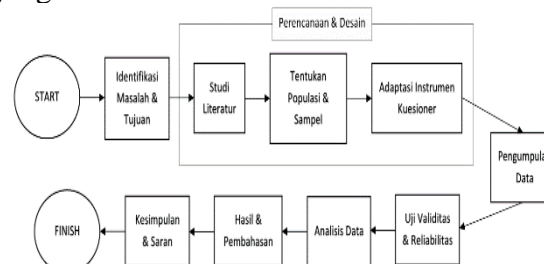 Perencanaan & Desain
START
Identifikasi
Masalah &
Tujuan
Studi
Literatur
Tentukan
Populasi &
Sampel
Adaptasi Instrumen
Kuesioner
Pengumpulan
Data
Uji Validitas
& Reliabilitas
Analisis Data
Hasil &
Pembahasan
Kesimpulan
& Saran
FINISH